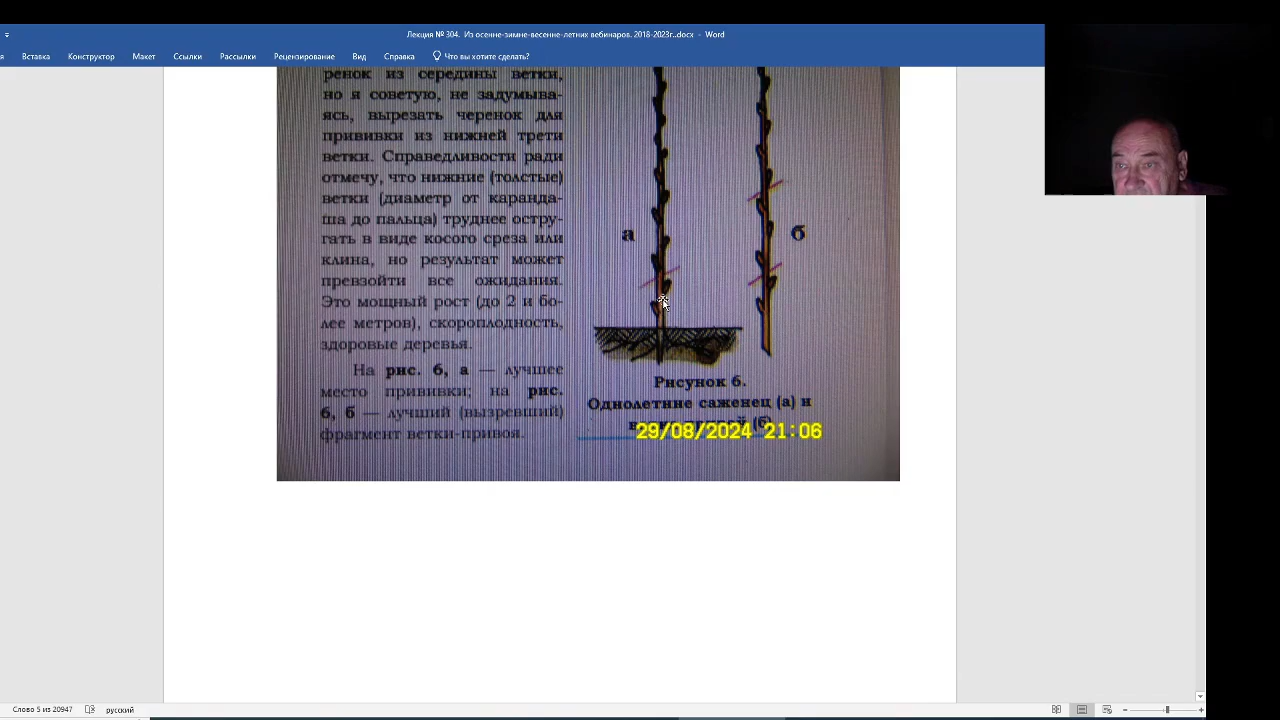 Лекция № 304. Из осенне-зимне-весенне-летних вебинаров. 2018-2023г..docx - Word
Вставка Конструктор Макет Ссылки Рассылки Рецензирование Вид Справка Что вы хотите сделать?
ренок из середины ветки,
но я советую, не задумыва-
ясь, вырезать черенок для
прививки из нижней трети
ветки. Справедливости ради
отмечу, что нижние (толстые)
ветки (диаметр от каранда-
ша до пальца) труднее остру-
гать в виде косого среза или
клина, но результат может
превзойти все ожидания.
Это мощный рост (до 2 и бо-
лее метров), скороплодность,
здоровые деревья.
На рис. 6, а — лучшее
место прививки; на рис.
6, б — лучший (вызревший)
фрагмент ветки-привоя.
а
б
Рисунок 6.
Однолетние саженец (а) и
(б)
29/08/2024 21:06
Слово 5 из 20947 русский